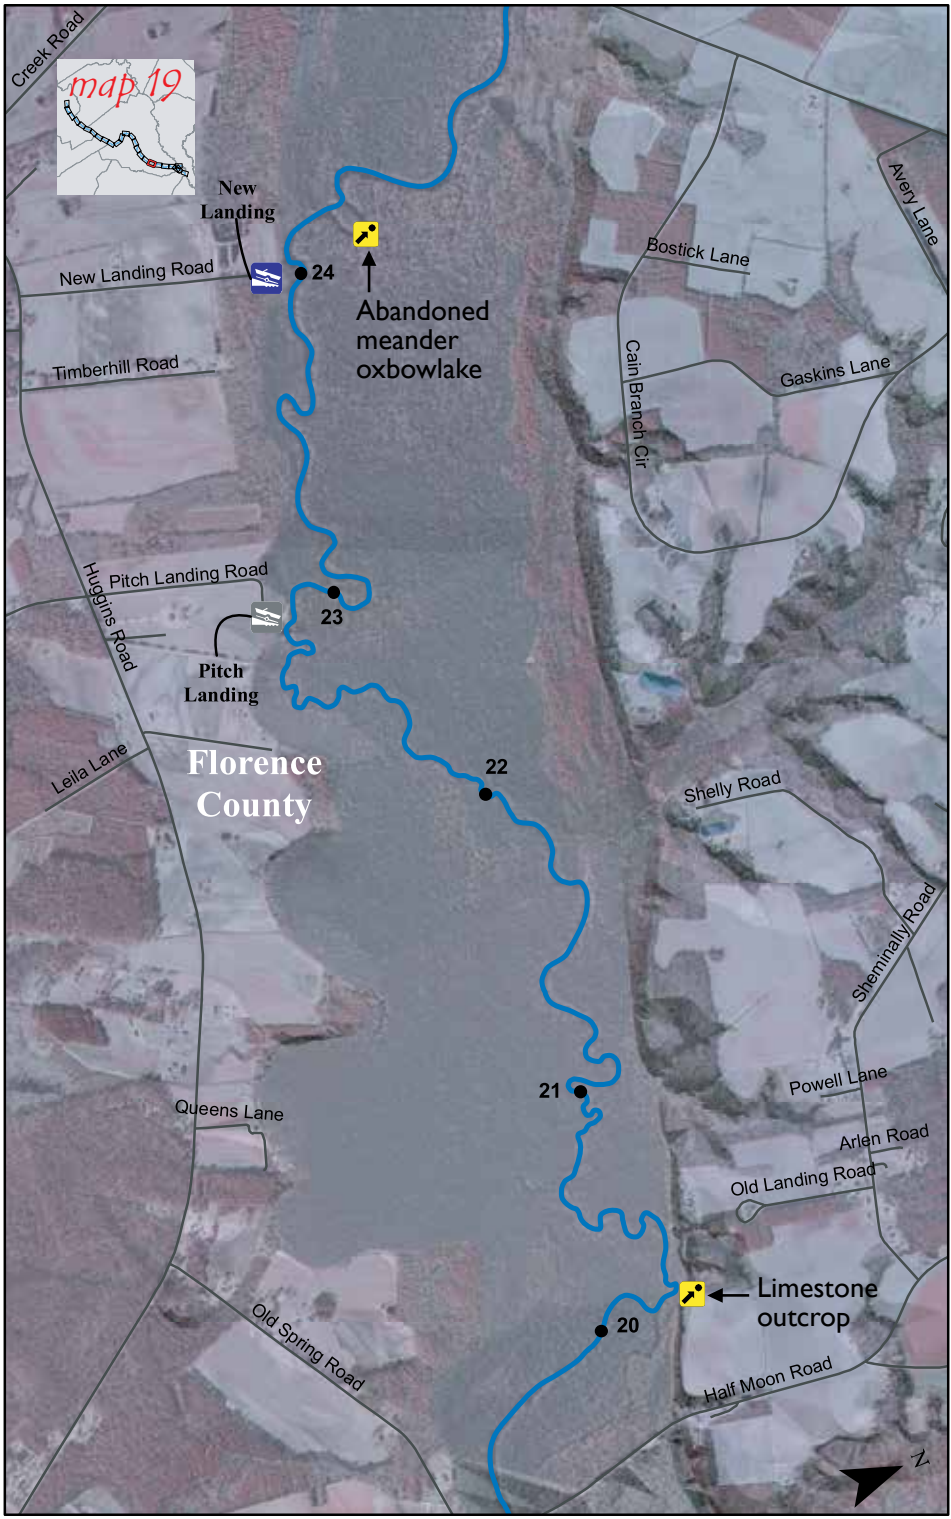 Creek Road
map 19
New
Landing
New Landing Road
24
Abandoned
meander
oxbowlake
Avery Lane
Bostick Lane
Timberhill Road
Cain Branch Cir
Gaskins Lane
Huggins Road
Pitch Landing Road
23
Pitch
Landing
Leila Lane
Florence
County
22
Shelly Road
Sheminally Road
21
Powell Lane
Queens Lane
Arlen Road
Old Landing Road
Limestone
outcrop
20
Old Spring Road
Half Moon Road
N